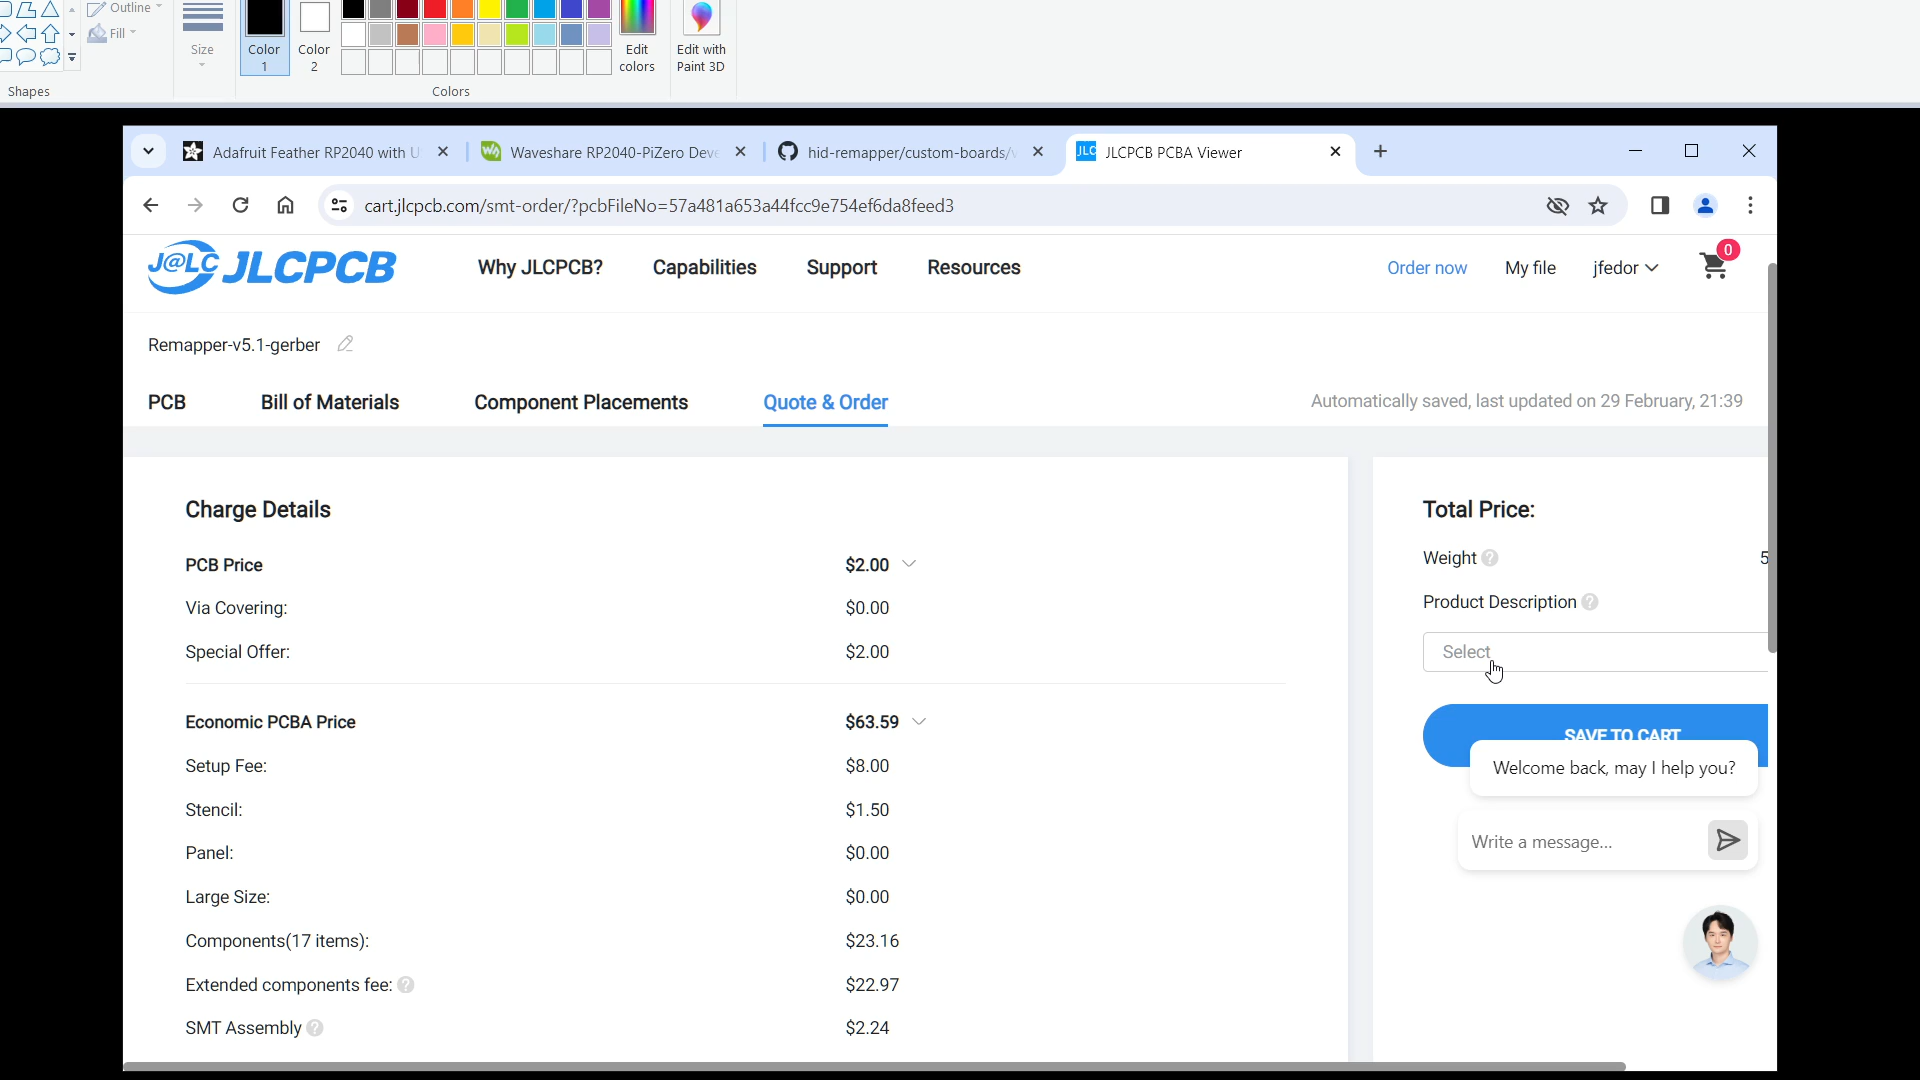 Outline
Fill
Size
Color 1
Color 2
Edit colors
Edit with Paint 3D
Shapes
Colors
Adafruit Feather RP2040 with U
Waveshare RP2040-PiZero Deve
hid-remapper/custom-boards/v
JLC JLCPCB PCBA Viewer
cart.jlcpcb.com/smt-order/?pcbFileNo=57a481a653a44fcc9e754ef6da8feed3
J@LC JLCPCB
Why JLCPCB? Capabilities Support Resources
Order now My file jfedor 0
Remapper-v5.1-gerber
PCB Bill of Materials Component Placements Quote & Order
Automatically saved, last updated on 29 February, 21:39
Charge Details
PCB Price $2.00
Via Covering: $0.00
Special Offer: $2.00
Economic PCBA Price $63.59
Setup Fee: $8.00
Stencil: $1.50
Panel: $0.00
Large Size: $0.00
Components(17 items): $23.16
Extended components fee: ? $22.97
SMT Assembly ? $2.24
Total Price:
Weight ? 5
Product Description ?
Select
SAVE TO CART
Welcome back, may I help you?
Write a message...